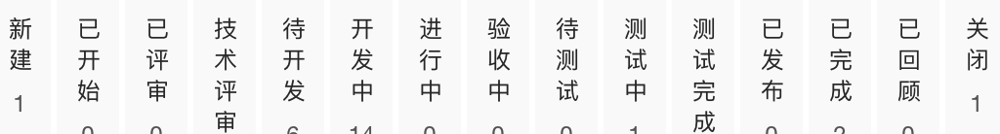 新建 1
已开始 0
已评审 0
技术评审
待开发 6
开发中 14
进行中 0
验收中 0
待测试 0
测试中 1
测试完成
已发布 0
已完成 2
已回顾 0
关闭 1